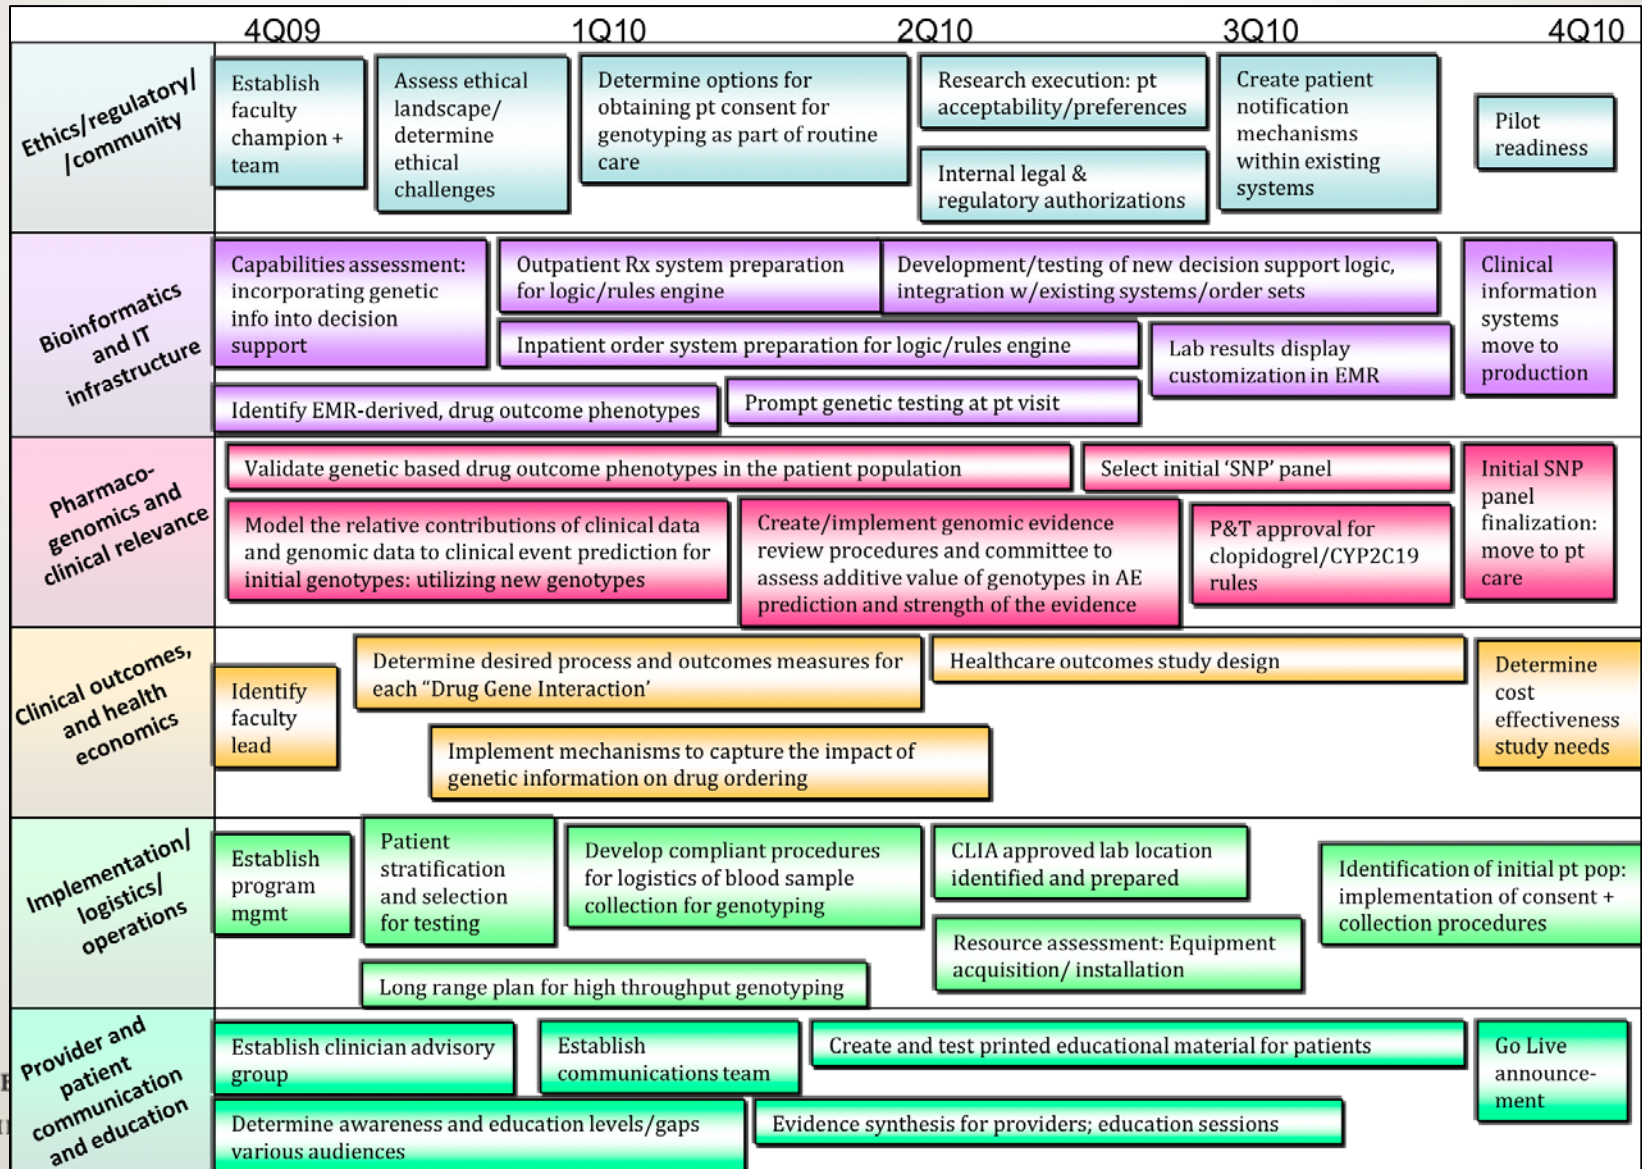 4Q09
1Q10
2Q10
3Q10
4Q10
Ethics/regulatory/
/community
Establish
faculty
champion +
team
Assess ethical
landscape/
determine
ethical
challenges
Determine options for
obtaining pt consent for
genotyping as part of routine
care
Research execution: pt
acceptability/preferences
Internal legal &
regulatory authorizations
Create patient
notification
mechanisms
within existing
systems
Pilot
readiness
Bioinformatics
and IT
infrastructure
Capabilities assessment:
incorporating genetic
info into decision
support
Outpatient Rx system preparation
for logic/rules engine
Development/testing of new decision support logic,
integration w/existing systems/order sets
Inpatient order system preparation for logic/rules engine
Lab results display
customization in EMR
Identify EMR-derived, drug outcome phenotypes
Prompt genetic testing at pt visit
Clinical
information
systems
move to
production
Pharmaco-
genomics and
clinical relevance
Validate genetic based drug outcome phenotypes in the patient population
Select initial ‘SNP’ panel
Model the relative contributions of clinical data
and genomic data to clinical event prediction for
initial genotypes: utilizing new genotypes
Create/implement genomic evidence
review procedures and committee to
assess additive value of genotypes in AE
prediction and strength of the evidence
P&T approval for
clopidogrel/CYP2C19
rules
Initial SNP
panel
finalization:
move to pt
care
Clinical outcomes,
and health
economics
Identify
faculty
lead
Determine desired process and outcomes measures for
each “Drug Gene Interaction’
Healthcare outcomes study design
Implement mechanisms to capture the impact of
genetic information on drug ordering
Determine
cost
effectiveness
study needs
Implementation/
logistics/
operations
Establish
program
mgmt
Patient
stratification
and selection
for testing
Develop compliant procedures
for logistics of blood sample
collection for genotyping
CLIA approved lab location
identified and prepared
Resource assessment: Equipment
acquisition/ installation
Identification of initial pt pop:
implementation of consent +
collection procedures
Long range plan for high throughput genotyping
Provider and
patient
communication
and education
Establish clinician advisory
group
Establish
communications team
Create and test printed educational material for patients
Go Live
announce-
ment
Determine awareness and education levels/gaps
various audiences
Evidence synthesis for providers; education sessions